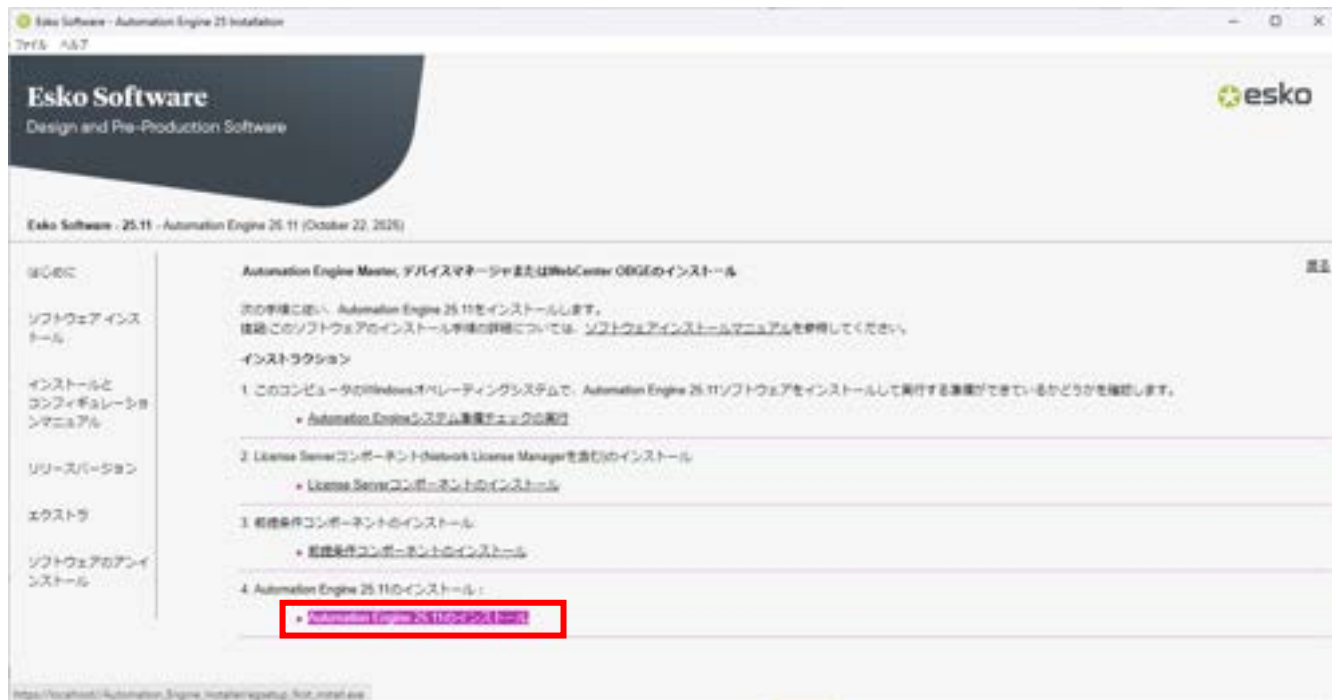 Esko Software - Automation Engine 25 Installation
ファイル ヘルプ
Esko Software
Design and Pre-Production Software
esko
Esko Software - 25.11 - Automation Engine 25.11 (October 22, 2025)
はじめに
ソフトウェア インス
トール
インストールと
コンフィギュレーショ
ンマニュアル
リリースバージョン
エクストラ
ソフトウェアのアンイ
ンストール
Automation Engine Master, デバイスマネージャまたはWebCenter OBGEのインストール
戻る
次の手順に従い、Automation Engine 25.11をインストールします。
後組:このソフトウェアのインストール手順の詳細については、ソフトウェアインストールマニュアルを参照してください。
インストラクション
1. このコンピュータのWindowsオペレーティングシステムで、Automation Engine 25.11ソフトウェアをインストールして実行する準備ができているかどうかを確認します。
Automation Engineシステム準備チェックの実行
2. License Serverコンポーネント(Network License Managerを含む)のインストール
License Serverコンポーネントのインストール
3. 前提条件コンポーネントのインストール
前提条件コンポーネントのインストール
4. Automation Engine 25.11のインストール：
Automation Engine 25.11のインストール
https://localhost/Automation_Engine_Installer/egsetup_first_install.exe